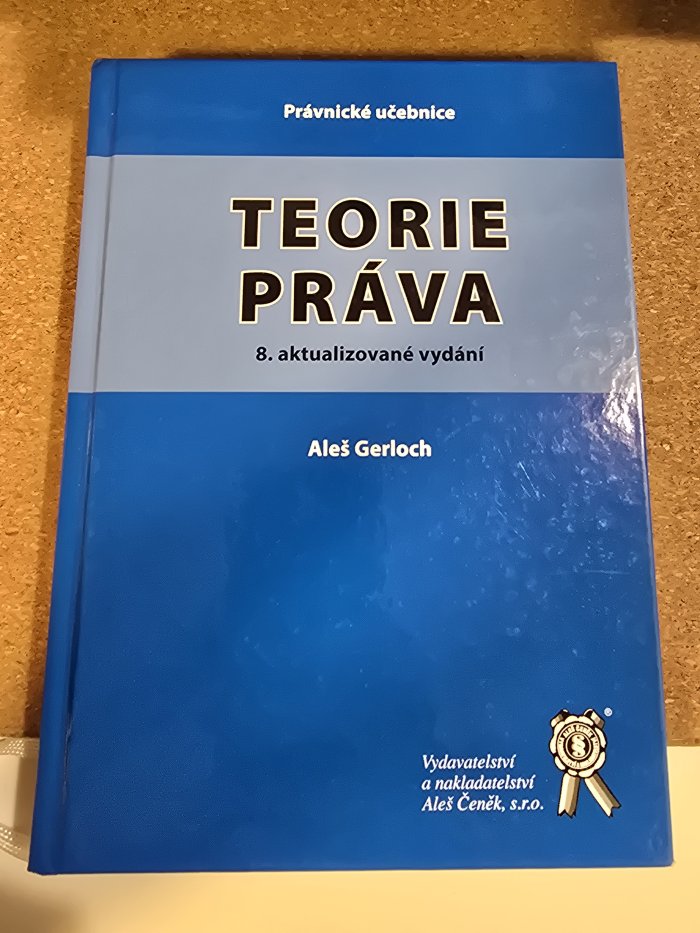 Právnické učebnice
TEORIE
PRÁVA
8. aktualizované vydání
Aleš Gerloch
Vydavatelství
a nakladatelství
Aleš Čeněk, s.r.o.
®
§